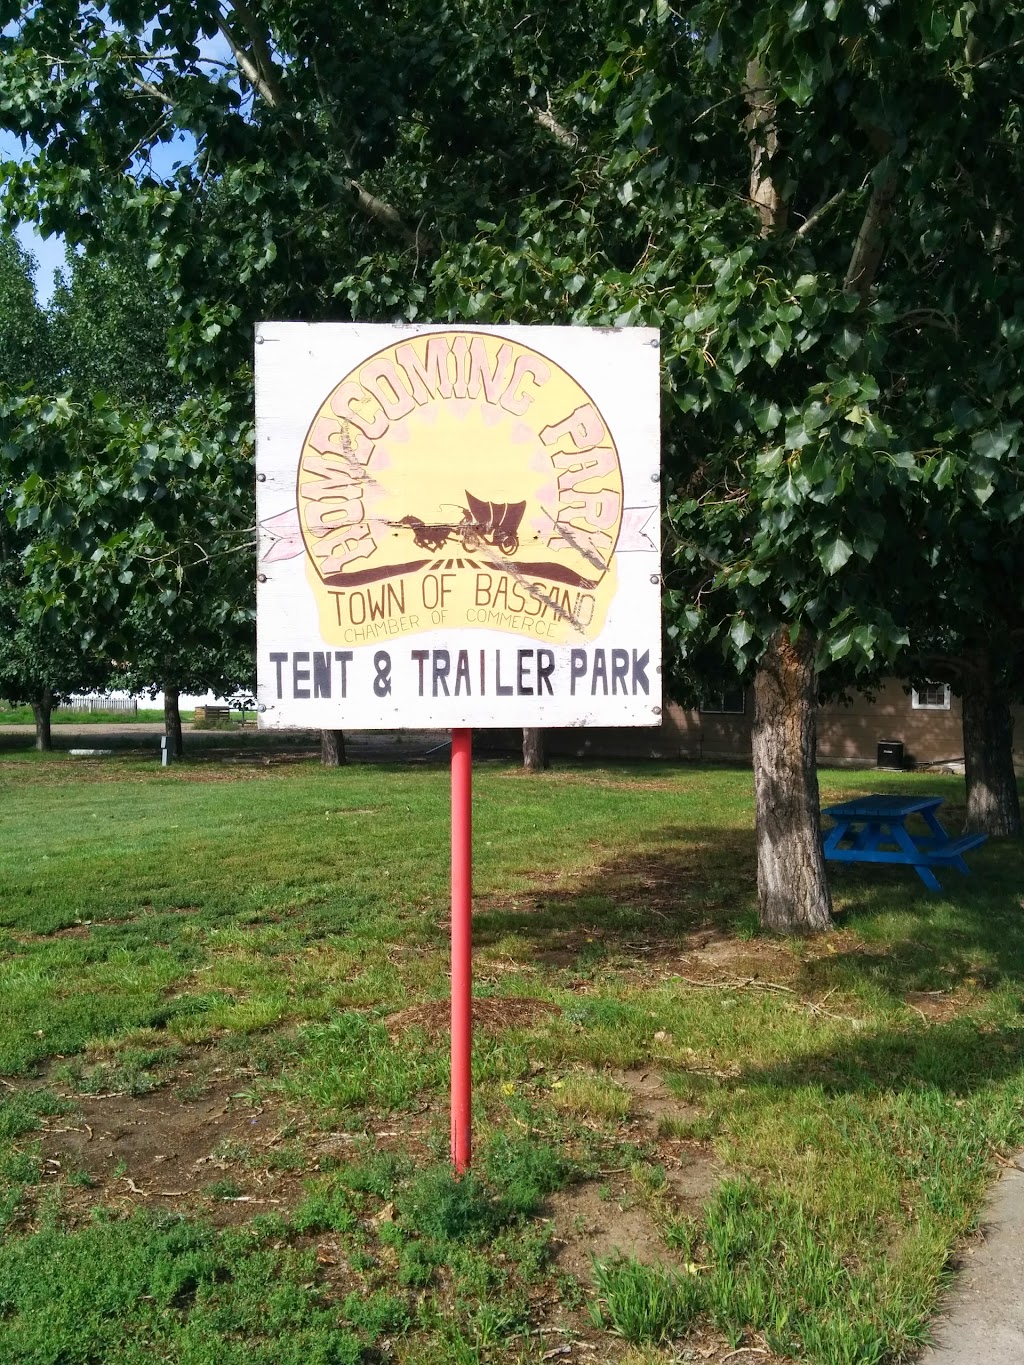 HOMECOMING PARK
TOWN OF BASSANO
CHAMBER OF COMMERCE
TENT & TRAILER PARK